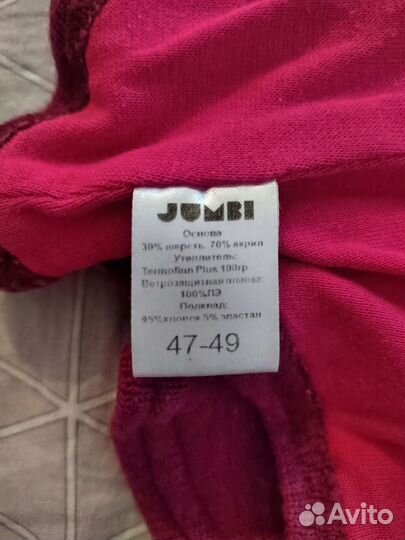 JUMBI
Основа
30% шерсть 70% акрил
Утеплитель:
Termofinn Plus 100гр
Ветрозащитная планка:
100%ПЭ
Подклад:
95%хлопок 5% эластан
47-49
Avito